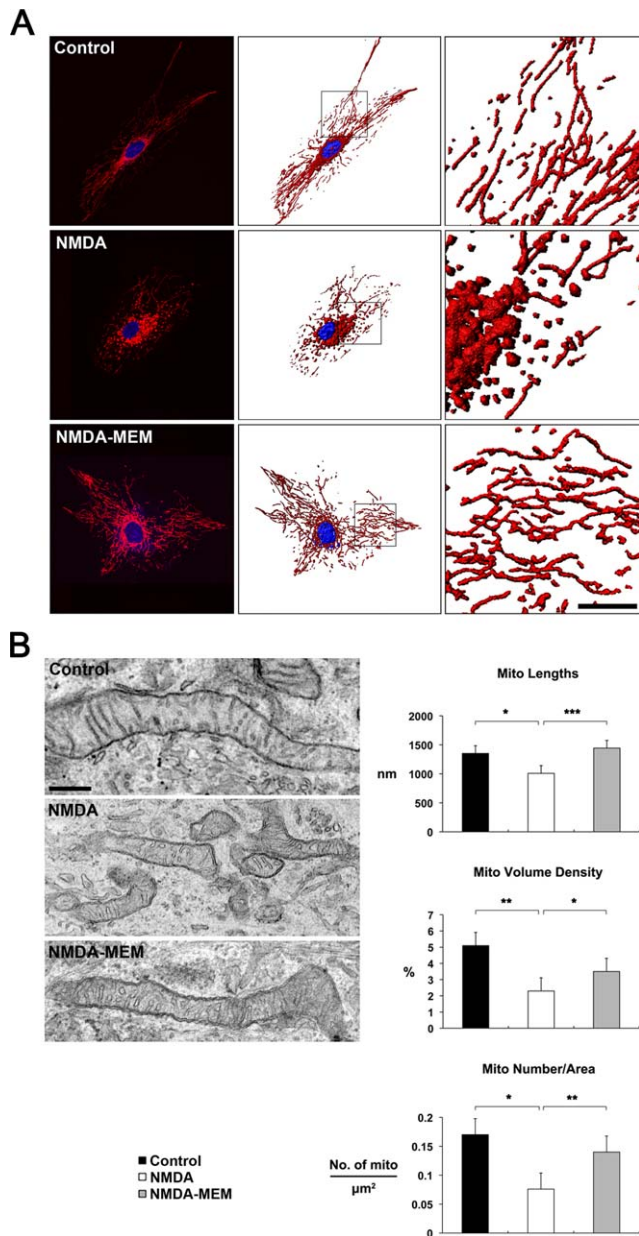 A
Control
NMDA
NMDA-MEM
B
Control
NMDA
NMDA-MEM
Mito Lengths
* ***
2000
1500
nm 1000
500
0
Mito Volume Density
** *
7
6
5
4
% 3
2
1
0
Mito Number/Area
* **
0.2
0.15
0.1
0.05
0
No. of mito
µm²
Control
NMDA
NMDA-MEM